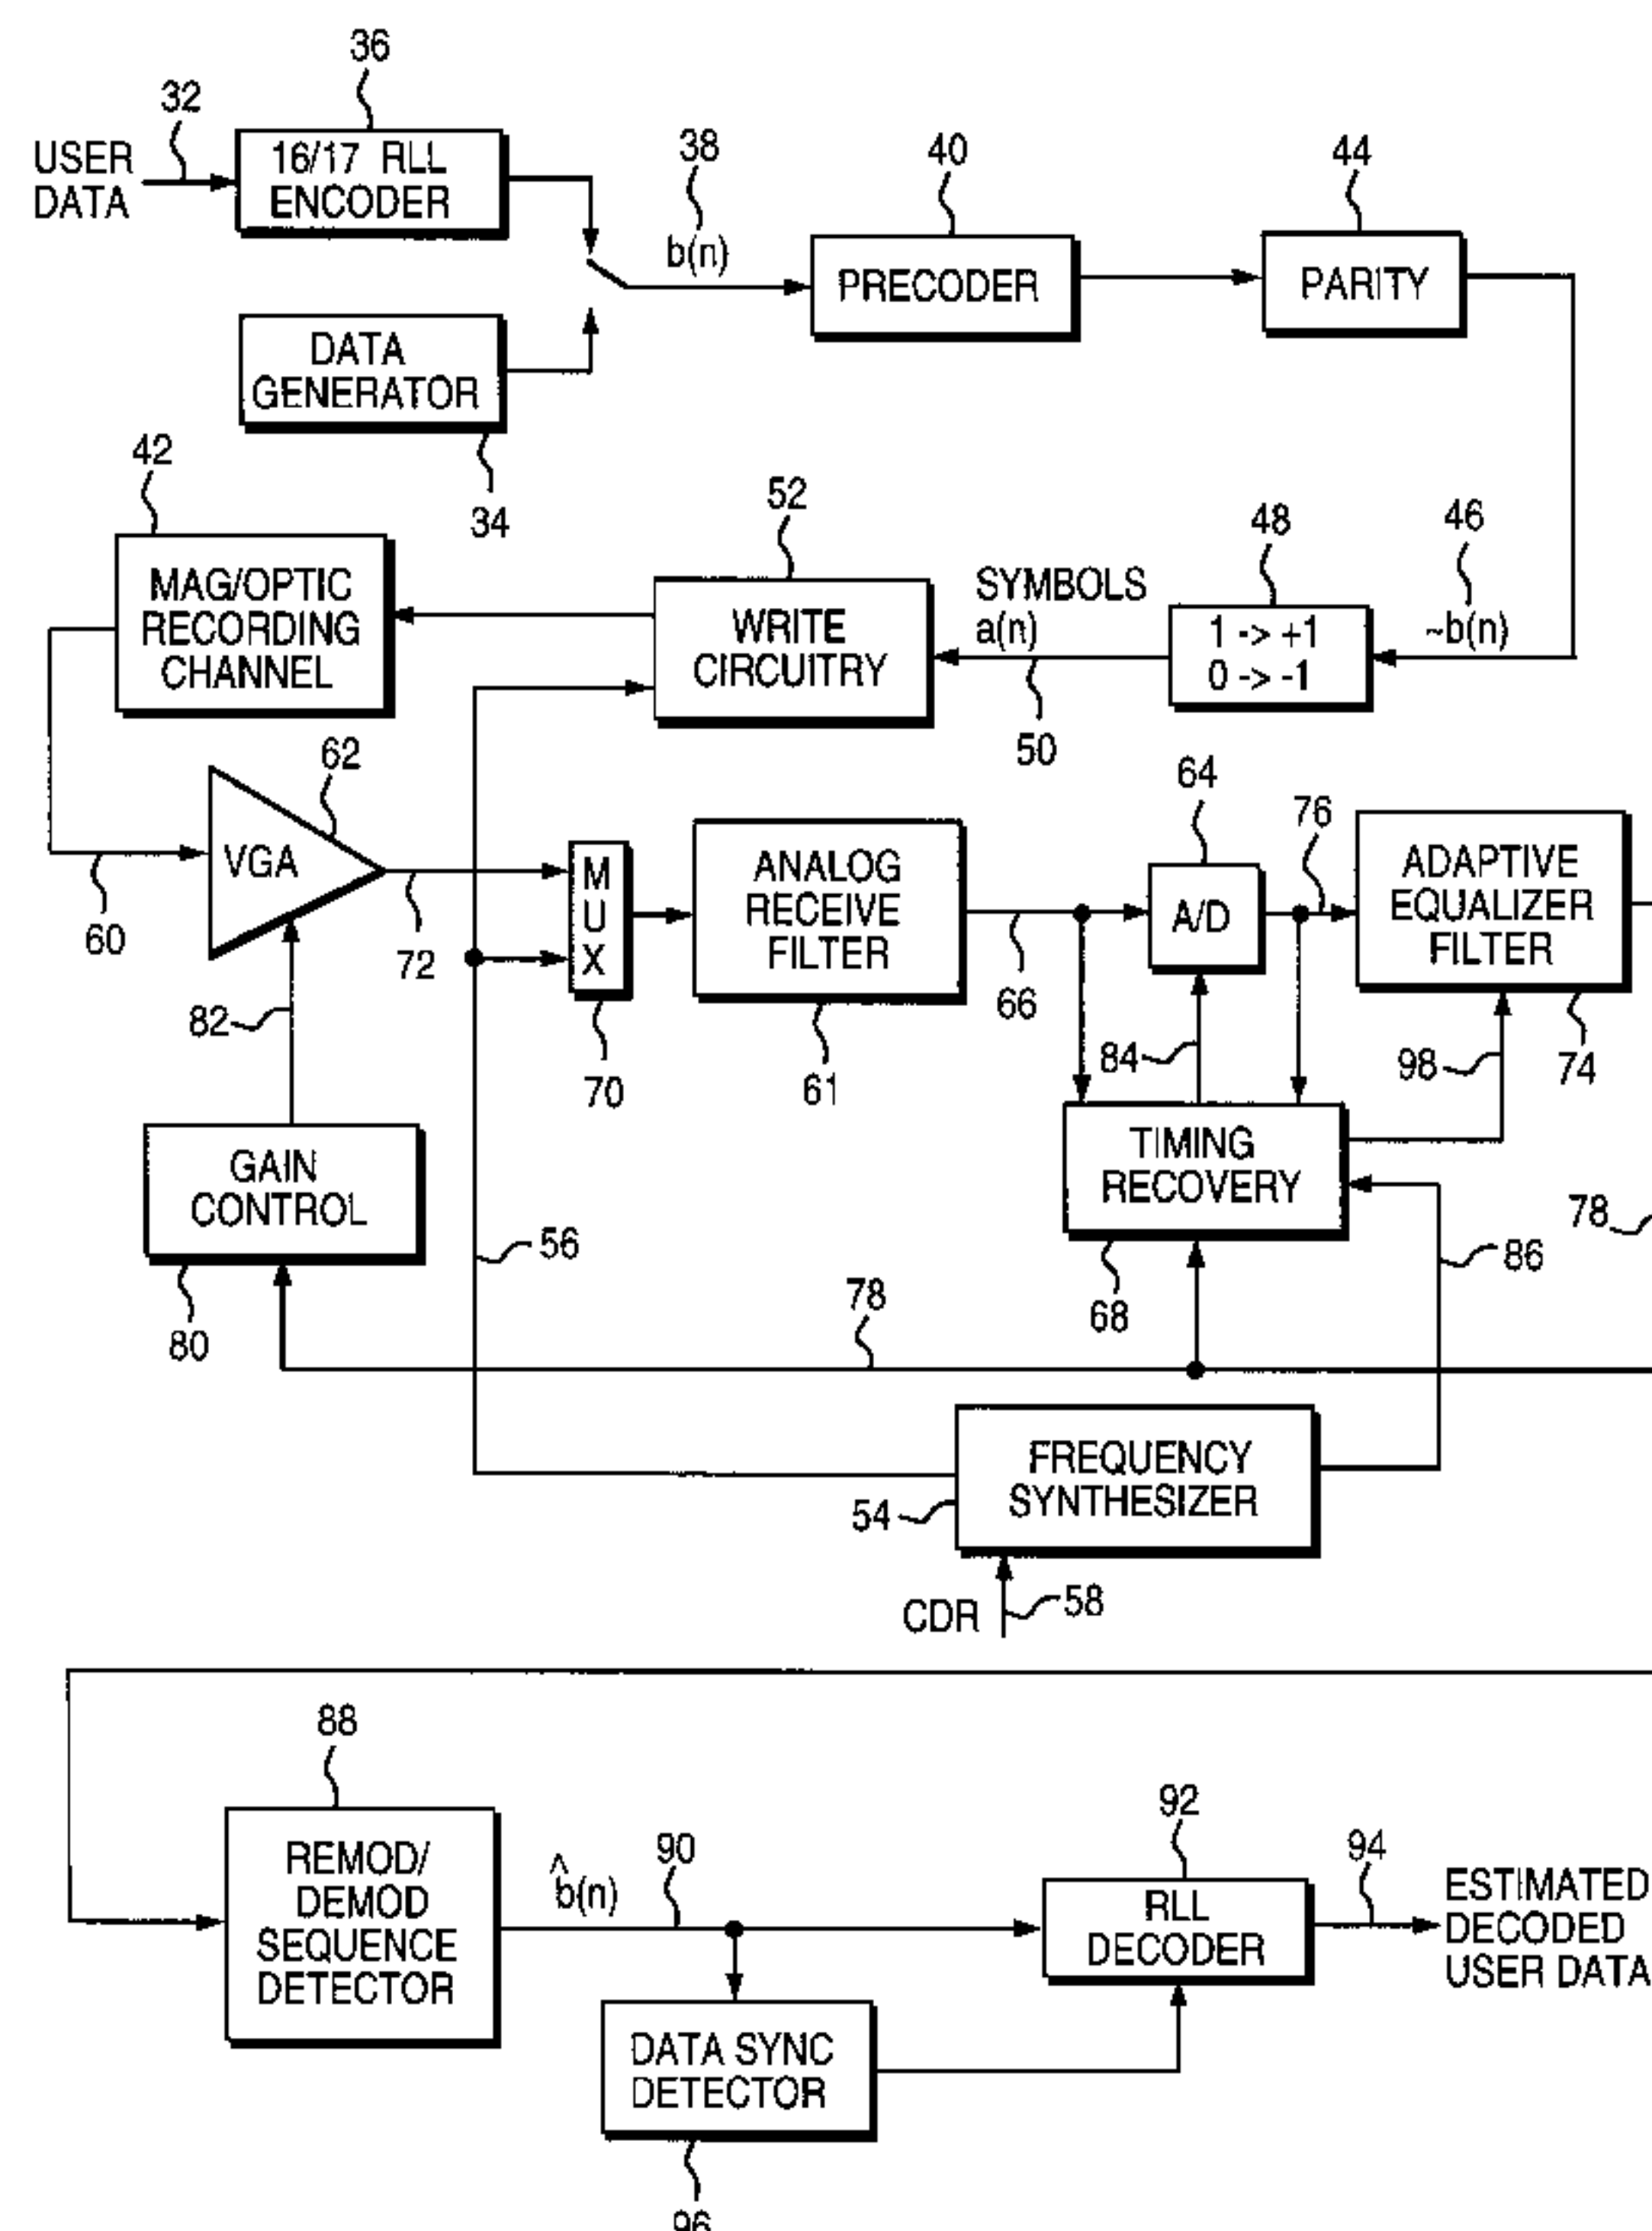 36
32
USER
DATA
16/17 RLL
ENCODER
38
b(n)
40
PRECODER
44
PARITY
DATA
GENERATOR
34
42
MAG/OPTIC
RECORDING
CHANNEL
52
WRITE
CIRCUITRY
SYMBOLS
a(n)
50
48
1 -> +1
0 -> -1
46
~b(n)
62
VGA
60
72
82
M
U
X
70
ANALOG
RECEIVE
FILTER
61
66
64
A/D
76
ADAPTIVE
EQUALIZER
FILTER
74
84
98
TIMING
RECOVERY
68
78
86
GAIN
CONTROL
80
56
78
FREQUENCY
SYNTHESIZER
54
CDR
58
88
REMOD/
DEMOD
SEQUENCE
DETECTOR
b̂(n)
90
92
RLL
DECODER
94
ESTIMATED
DECODED
USER DATA
DATA SYNC
DETECTOR
96